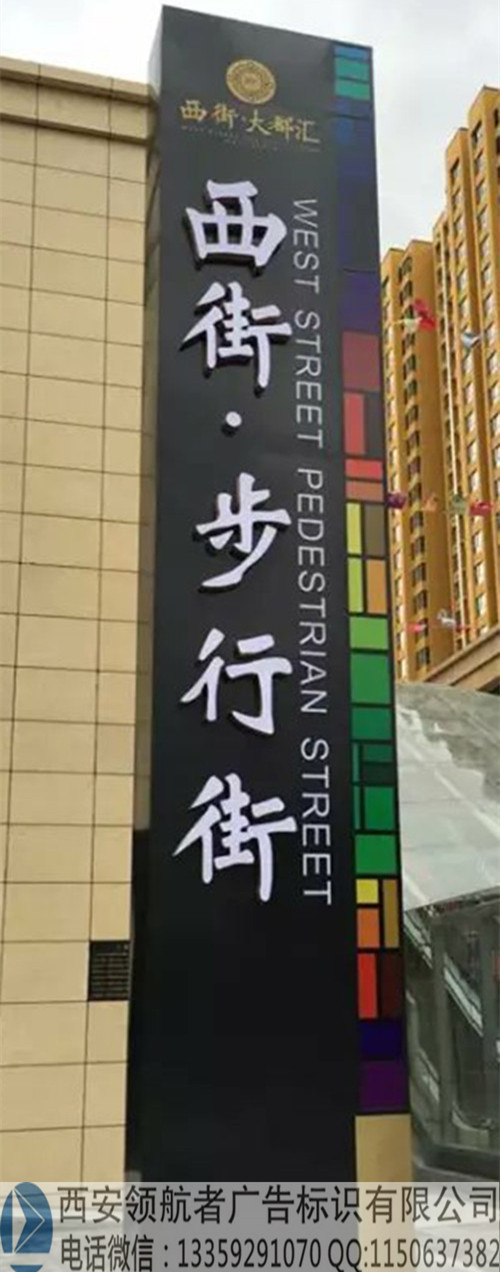 西街·大都汇
西街·步行街
WEST STREET PEDESTRIAN STREET
西安领航者广告标识有限公司
电话微信：13359291070 QQ:1150637382